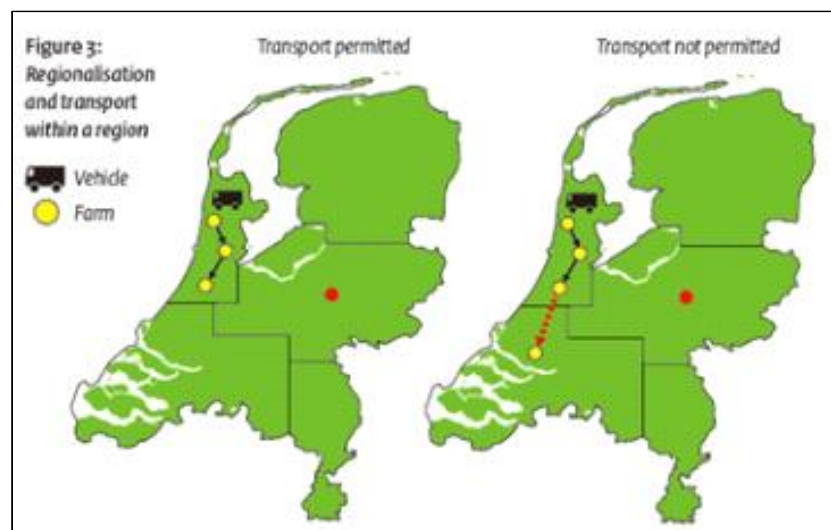 Figure 3:
Regionalisation
and transport
within a region
Vehicle
Farm
Transport permitted
Transport not permitted